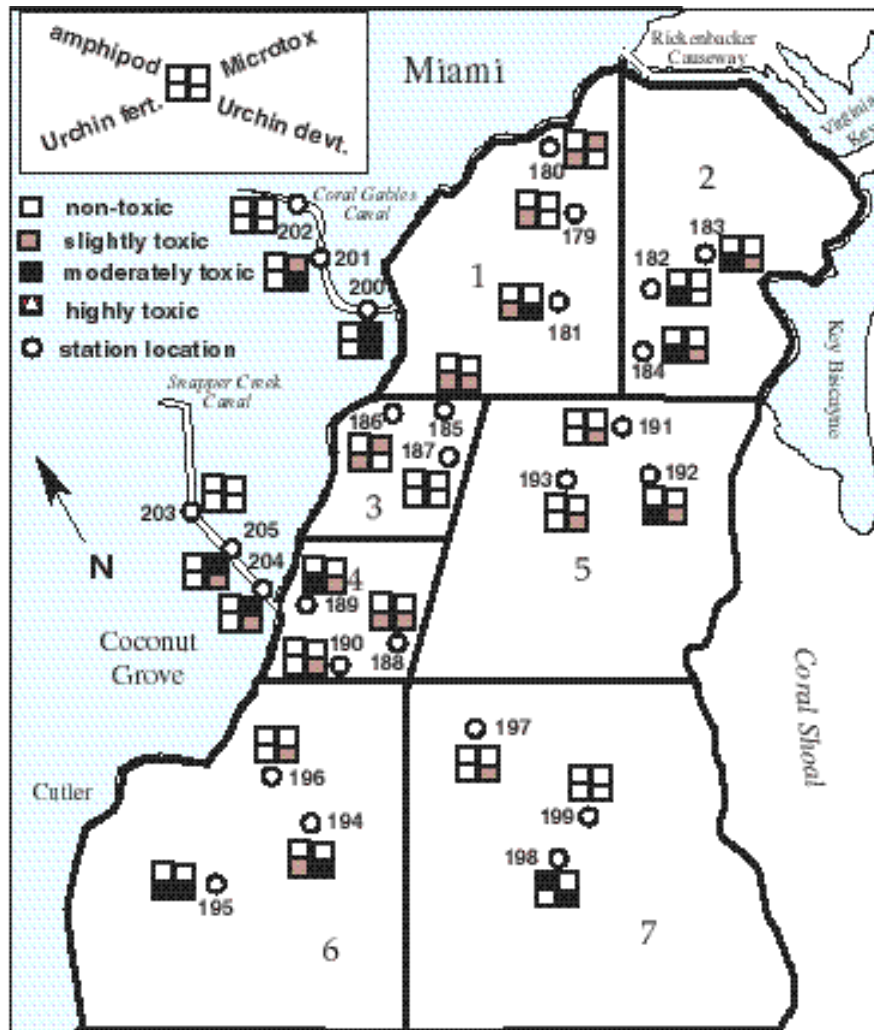 amphipod
Microtox
Urchin fert.
Urchin devt.
Miami
Rickenbacker
Causeway
Virginia
Key
180
2
Coral Gables
Canal
non-toxic
202
179
183
slightly toxic
201
182
moderately toxic
200
1
181
highly toxic
station location
184
Key Biscayne
Snapper Creek
Canal
186
185
191
187
193
192
203
3
205
204
5
N
4
189
190
188
Coconut
Grove
Coral Shoal
197
196
Cutler
194
199
198
195
6
7